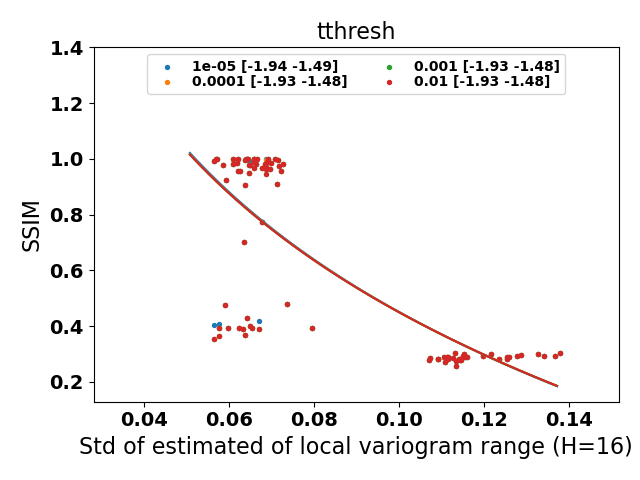 tthresh
1e-05 [-1.94 -1.49]
0.0001 [-1.93 -1.48]
0.001 [-1.93 -1.48]
0.01 [-1.93 -1.48]
1.4
1.2
1.0
0.8
0.6
0.4
0.2
SSIM
0.04 0.06 0.08 0.10 0.12 0.14
Std of estimated of local variogram range (H=16)